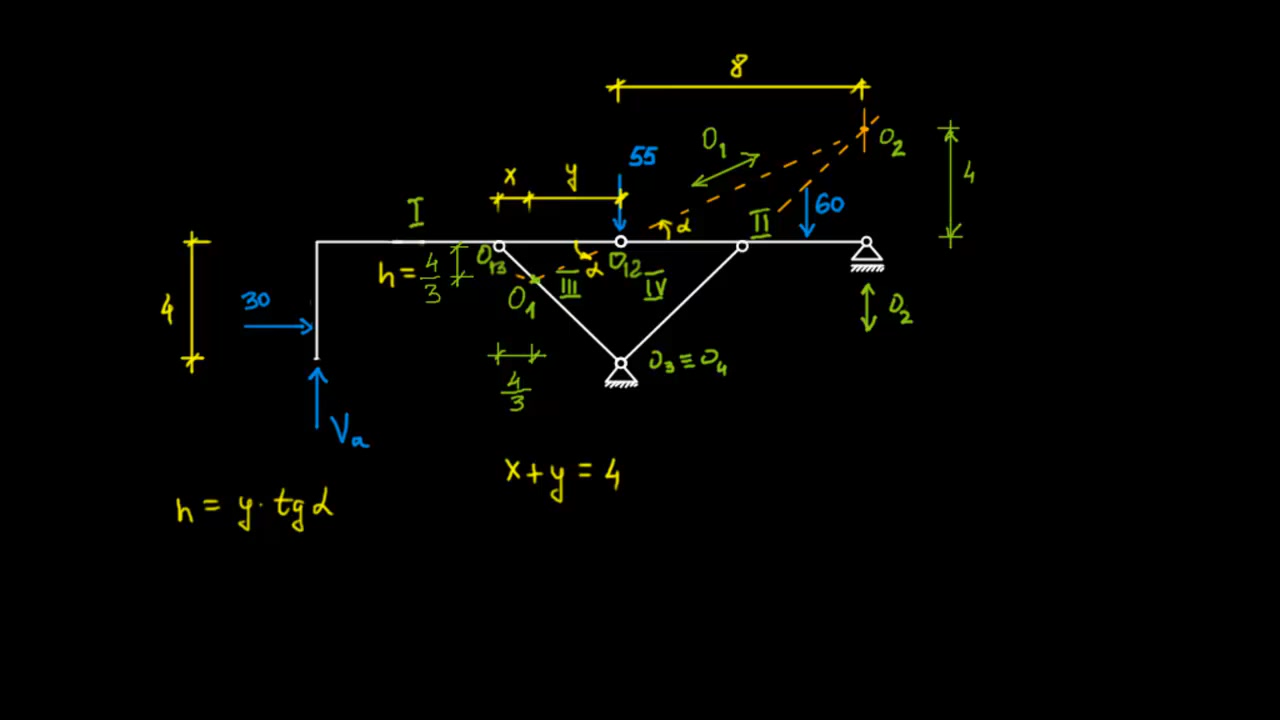 8
O₁
O₂
4
55
x
y
60
I
II
α
O₁₃
h = 4/3
α
O₁₂
III
IV
O₁
4
30
O₂
O₃ ≡ O₄
4/3
Va
x + y = 4
h = y · tg α